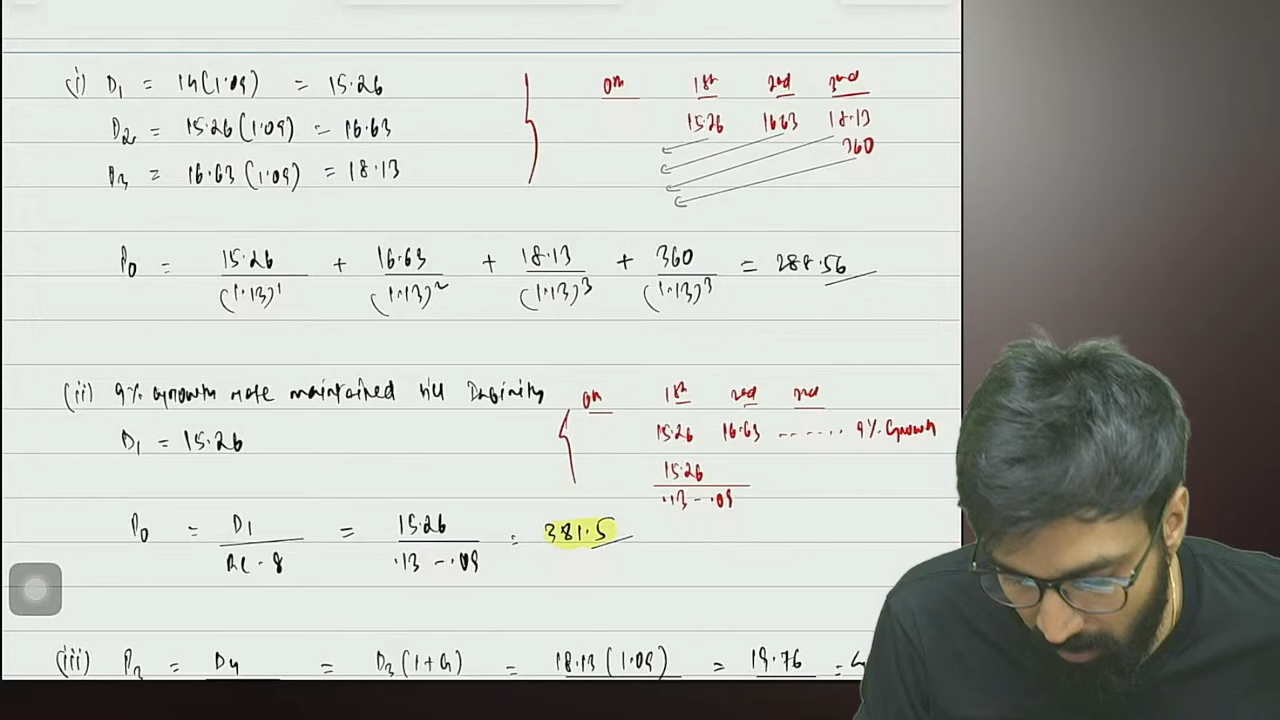 (i) D1 = 14(1.09) = 15.26
0th 1st 2nd 3rd
D2 = 15.26(1.09) = 16.63
15.26 16.63 18.13
360
D3 = 16.63(1.09) = 18.13
P0 = 15.26/(1.13)^1 + 16.63/(1.13)^2 + 18.13/(1.13)^3 + 360/(1.13)^3 = 288.56
(ii) 9% Growth rate maintained till Infinity
0th 1st 2nd 3rd
D1 = 15.26
15.26 16.63 ....... 9% Growth
15.26
.13 - .09
P0 = D1/Ke - g = 15.26/.13 - .09 = 381.5
(iii) P3 = D4 = D3(1+G) = 18.13(1.09) = 19.76 =